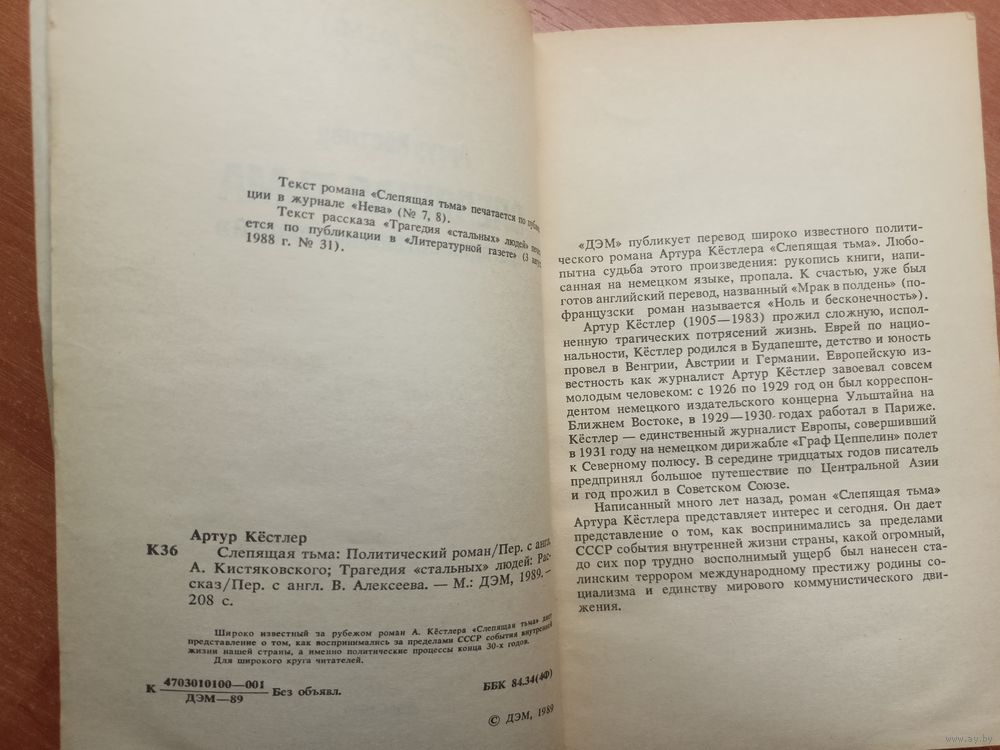 Текст романа «Слепящая тьма» печатается по
ции в журнале «Нева» (№ 7, 8).
Текст рассказа «Трагедия «стальных» людей»
ется по публикации в «Литературной газете» (3
1988 г. № 31).
Артур Кёстлер
К36
Слепящая тьма: Политический роман/Пер. с англ.
А. Кистяковского; Трагедия «стальных» людей: Рас-
сказ/Пер. с англ. В. Алексеева. — М.: ДЭМ, 1989. —
208 с.
Широко известный за рубежом роман А. Кёстлера «Слепящая тьма» дает
представление о том, как воспринимались за пределами СССР события внутренней
жизни нашей страны, а именно политические процессы конца 30-х годов.
Для широкого круга читателей.
К 4703010100—001
ДЭМ—89
Без объявл.
ББК 84.34(4Ф)
© ДЭМ, 1989
«ДЭМ» публикует перевод широко известного полити-
ческого романа Артура Кёстлера «Слепящая тьма». Любо-
пытна судьба этого произведения: рукопись книги, напи-
санная на немецком языке, пропала. К счастью, уже был
готов английский перевод, названный «Мрак в полдень» (по-
французски роман называется «Ноль и бесконечность»).
Артур Кёстлер (1905—1983) прожил сложную, испол-
ненную трагических потрясений жизнь. Еврей по нацио-
нальности, Кёстлер родился в Будапеште, детство и юность
провел в Венгрии, Австрии и Германии. Европейскую из-
вестность как журналист Артур Кёстлер завоевал совсем
молодым человеком: с 1926 по 1929 год он был корреспон-
дентом немецкого издательского концерна Ульштайна на
Ближнем Востоке, в 1929—1930 годах работал в Париже.
Кёстлер — единственный журналист Европы, совершивший
в 1931 году на немецком дирижабле «Граф Цеппелин» полет
к Северному полюсу. В середине тридцатых годов писатель
предпринял большое путешествие по Центральной Азии
и год прожил в Советском Союзе.
Написанный много лет назад, роман «Слепящая тьма»
Артура Кёстлера представляет интерес и сегодня. Он дает
представление о том, как воспринимались за пределами
СССР события внутренней жизни страны, какой огромный,
до сих пор трудно восполнимый ущерб был нанесен ста-
линским террором международному престижу родины со-
циализма и единству мирового коммунистического дви-
жения.
www.ay.by